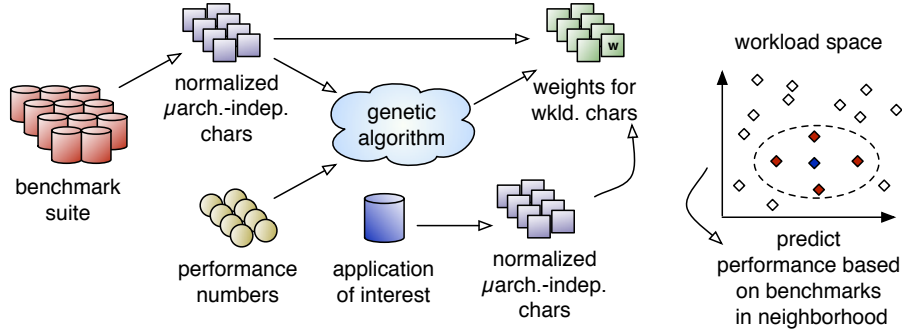 benchmark
suite
normalized
µarch.-indep.
chars
genetic
algorithm
performance
numbers
application
of interest
w
weights for
wkld. chars
normalized
µarch.-indep.
chars
workload space
predict
performance based
on benchmarks
in neighborhood